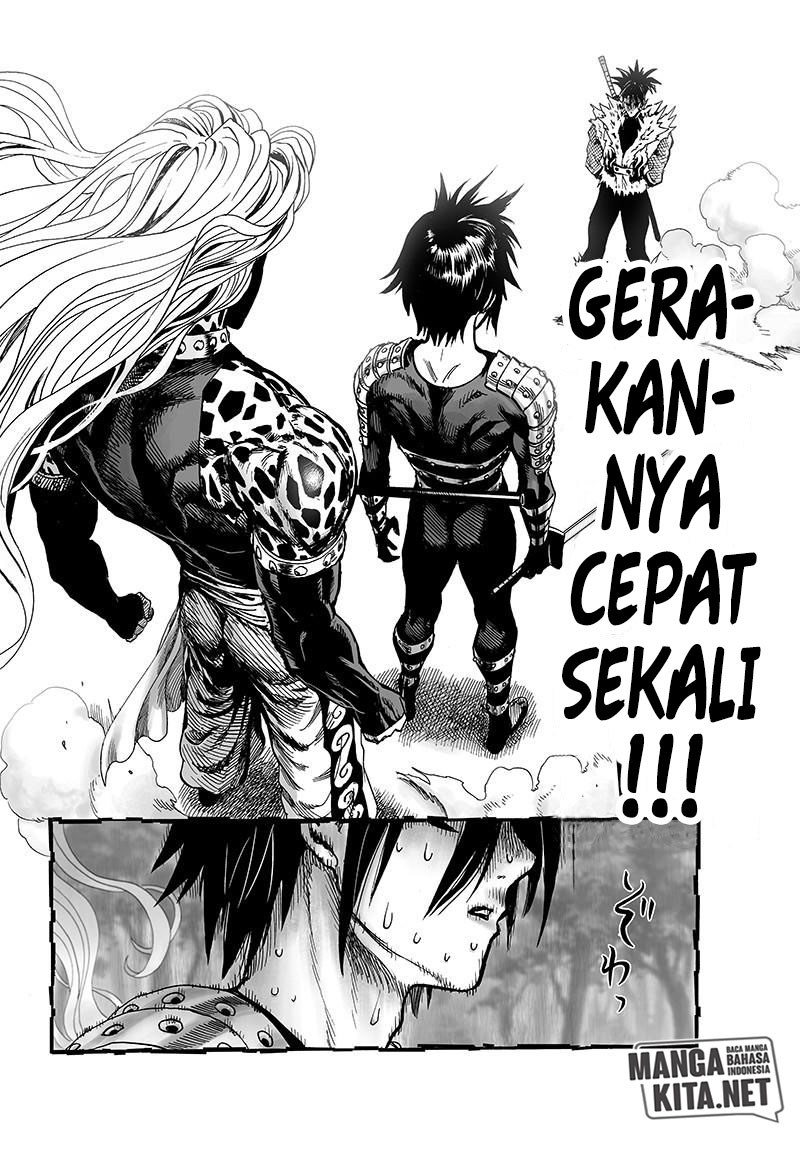 GERA-
KAN-
NYA
CEPAT
SEKALI
!!!
ぞわっ
MANGA
KITA.NET
BACA MANGA
BAHASA
INDONESIA